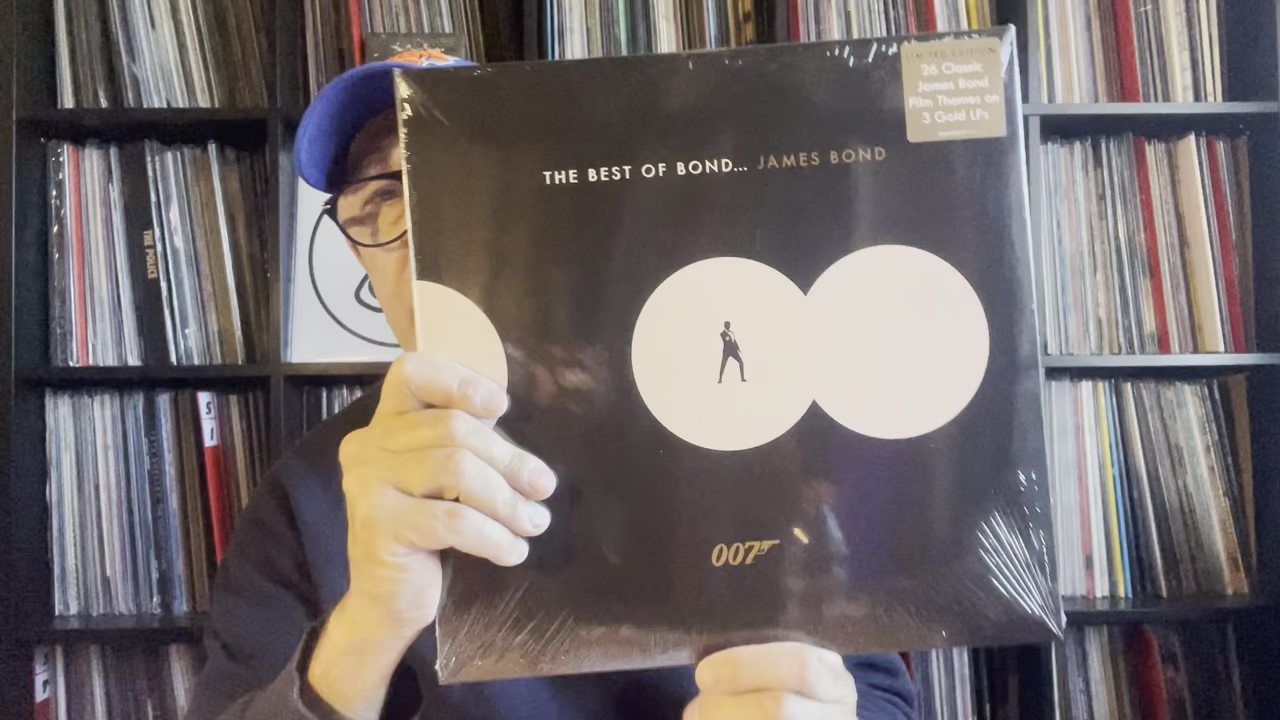 LIMITED EDITION
26 Classic
James Bond
Film Themes on
3 Gold LPs
THE BEST OF BOND... JAMES BOND
THE POLICE
007